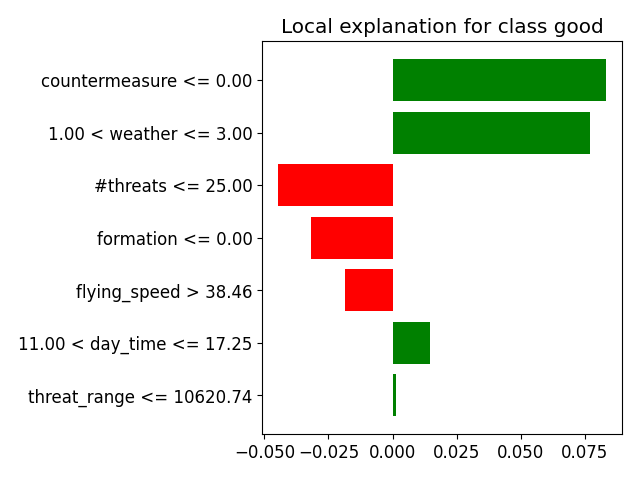 Local explanation for class good
countermeasure <= 0.00
1.00 < weather <= 3.00
#threats <= 25.00
formation <= 0.00
flying_speed > 38.46
11.00 < day_time <= 17.25
threat_range <= 10620.74
−0.050 −0.025 0.000 0.025 0.050 0.075